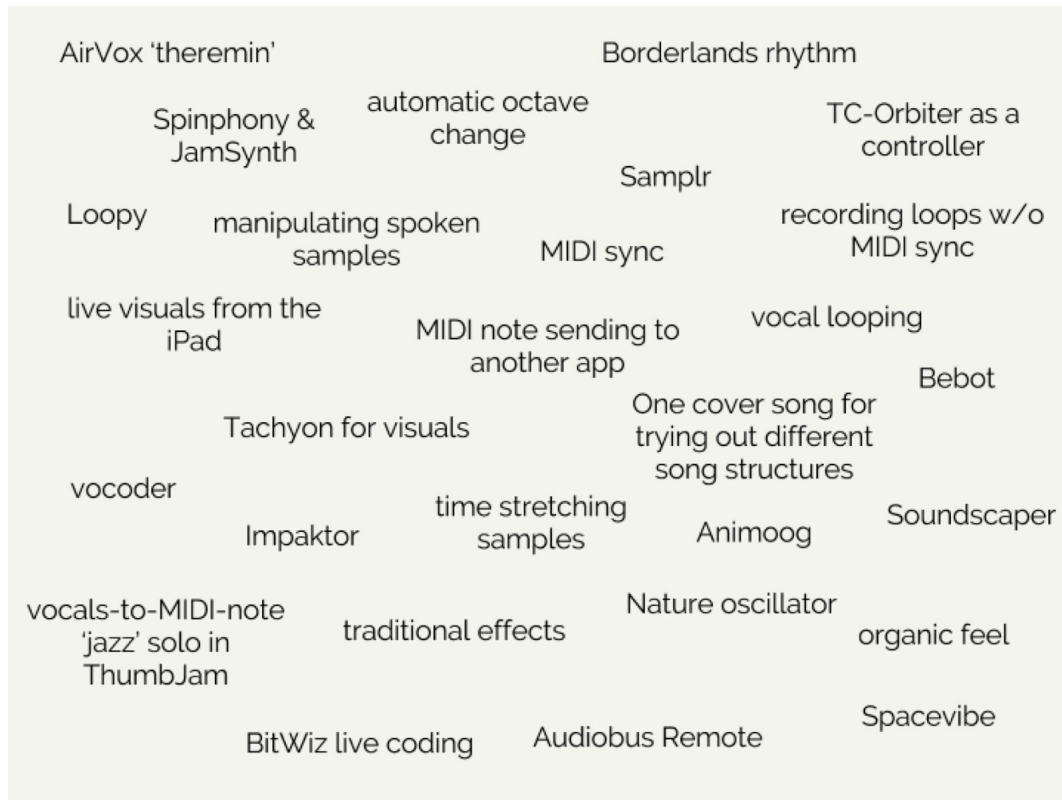 AirVox ‘theremin’
Borderlands rhythm
Spinphony &
JamSynth
automatic octave
change
TC-Orbiter as a
controller
Samplr
Loopy
manipulating spoken
samples
MIDI sync
recording loops w/o
MIDI sync
live visuals from the
iPad
MIDI note sending to
another app
vocal looping
Bebot
Tachyon for visuals
One cover song for
trying out different
song structures
vocoder
Impaktor
time stretching
samples
Animoog
Soundscaper
vocals-to-MIDI-note
‘jazz’ solo in
ThumbJam
traditional effects
Nature oscillator
organic feel
Spacevibe
BitWiz live coding
Audiobus Remote